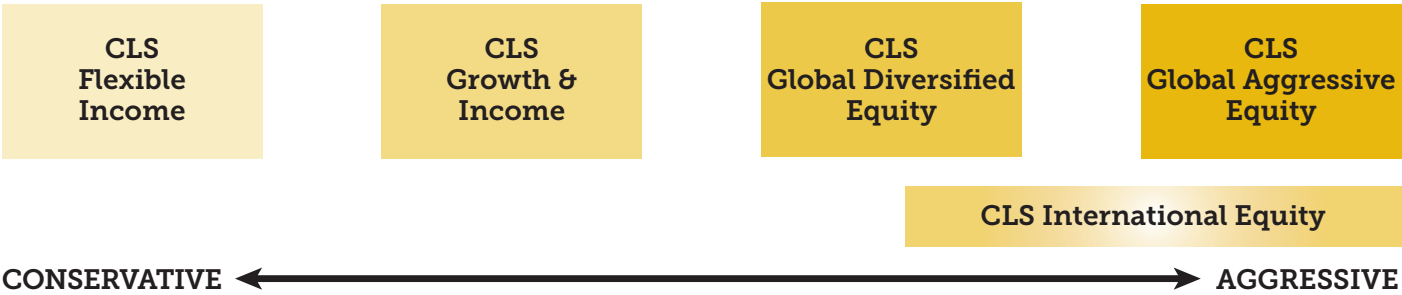 CLS
Flexible
Income
CLS
Growth &
Income
CLS
Global Diversified
Equity
CLS
Global Aggressive
Equity
CLS International Equity
CONSERVATIVE
AGGRESSIVE